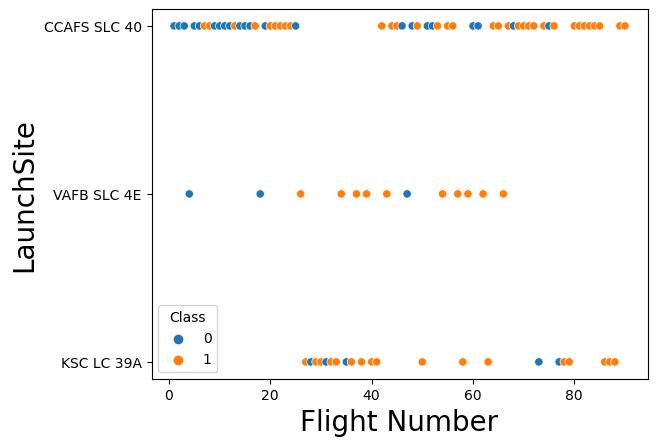 CCAFS SLC 40
VAFB SLC 4E
KSC LC 39A
LaunchSite
Class
0
1
0 20 40 60 80
Flight Number